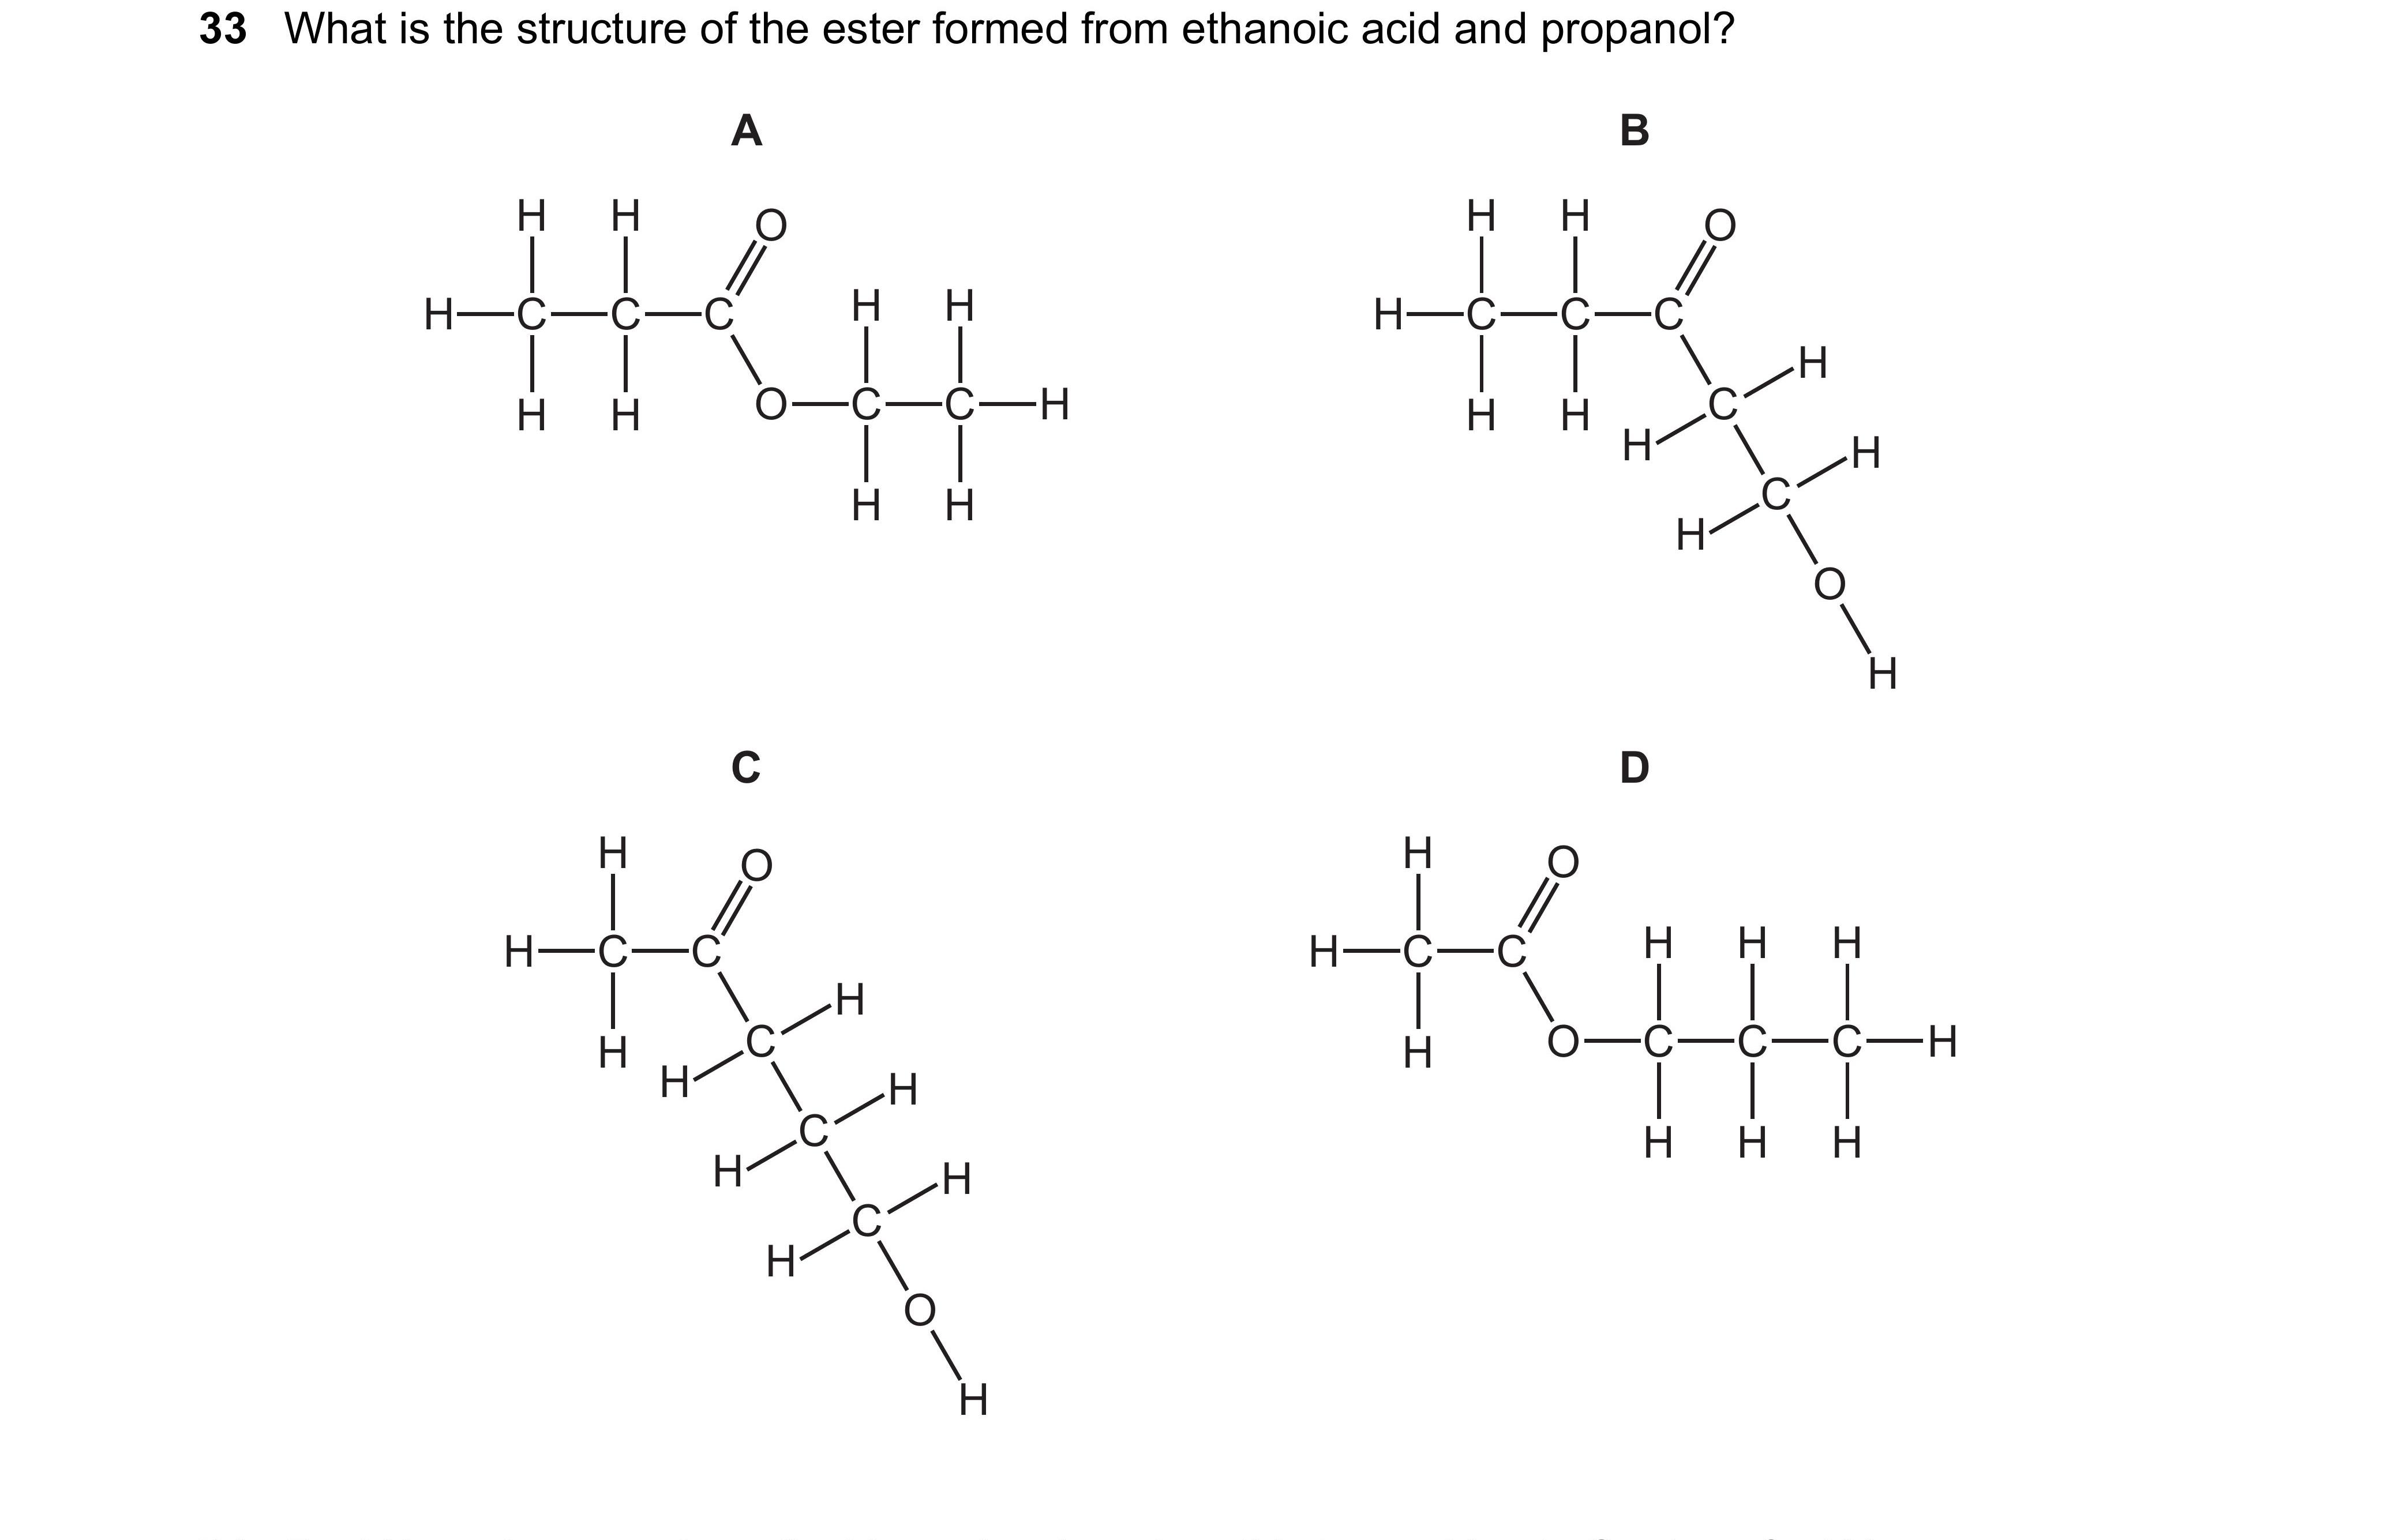 33 What is the structure of the ester formed from ethanoic acid and propanol?
A
B
H H O
H C C C H H
H H O C C H
H H
H H O
H C C C H
H H H C H
H C
O
H
C
D
H O
H C C H
H H C H
H C H
H C
O
H
H O
H C C H H H
H O C C C H
H H H